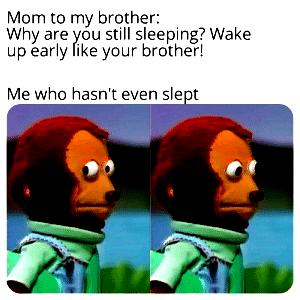 Mom to my brother:
Why are you still sleeping? Wake
up early like your brother!
Me who hasn't even slept